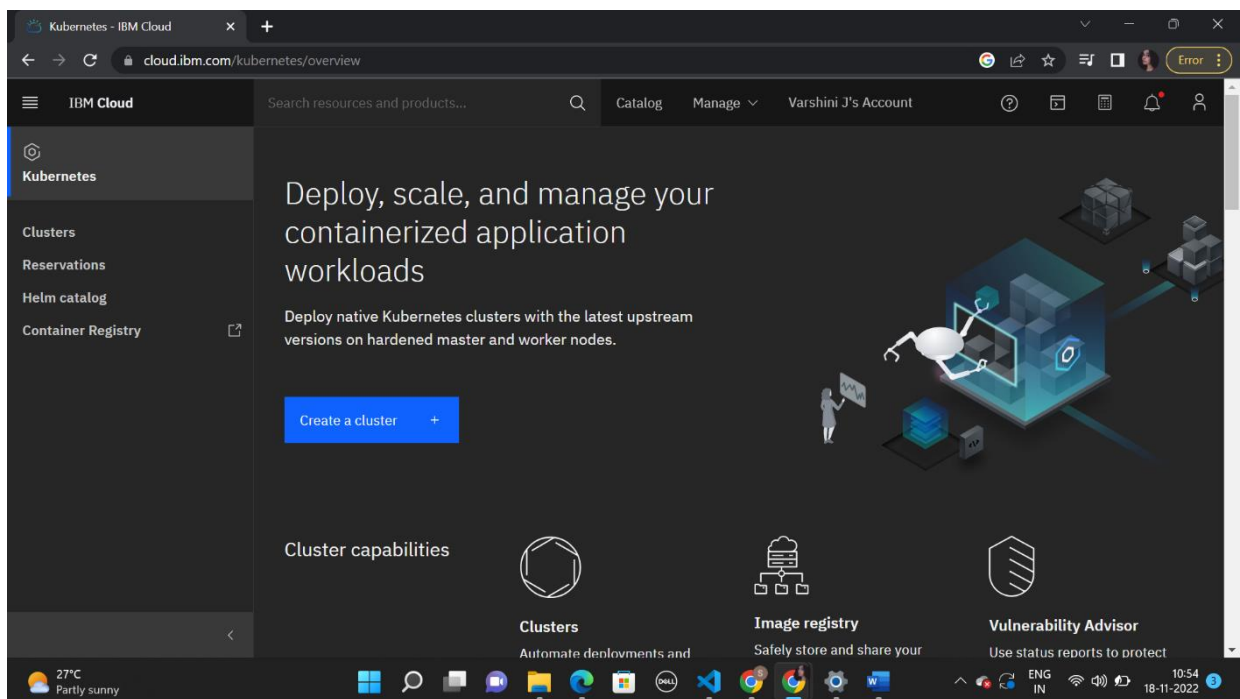 Kubernetes - IBM Cloud
cloud.ibm.com/kubernetes/overview
Error
IBM Cloud
Search resources and products...
Catalog
Manage
Varshini J's Account
Kubernetes
Clusters
Reservations
Helm catalog
Container Registry
Deploy, scale, and manage your
containerized application
workloads
Deploy native Kubernetes clusters with the latest upstream
versions on hardened master and worker nodes.
Create a cluster +
Cluster capabilities
Clusters
Automate deployments and
Image registry
Safely store and share your
Vulnerability Advisor
Use status reports to protect
27°C
Partly sunny
DELL
ENG
IN
10:54
18-11-2022
3